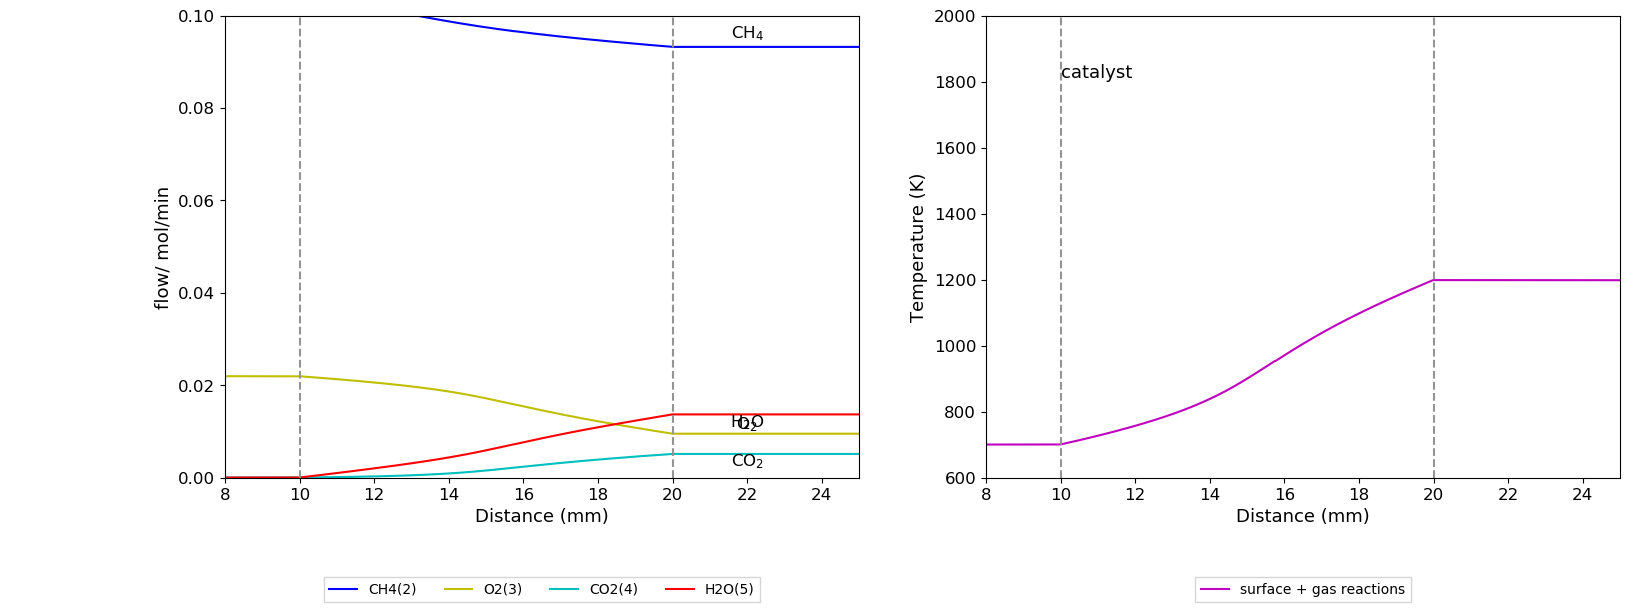 0.10
0.08
0.06
0.04
0.02
0.00
flow/ mol/min
CH₄
H₂O
O₂
CO₂
8 10 12 14 16 18 20 22 24
Distance (mm)
CH4(2) O2(3) CO2(4) H2O(5)
2000
1800
1600
1400
1200
1000
800
600
Temperature (K)
catalyst
8 10 12 14 16 18 20 22 24
Distance (mm)
surface + gas reactions